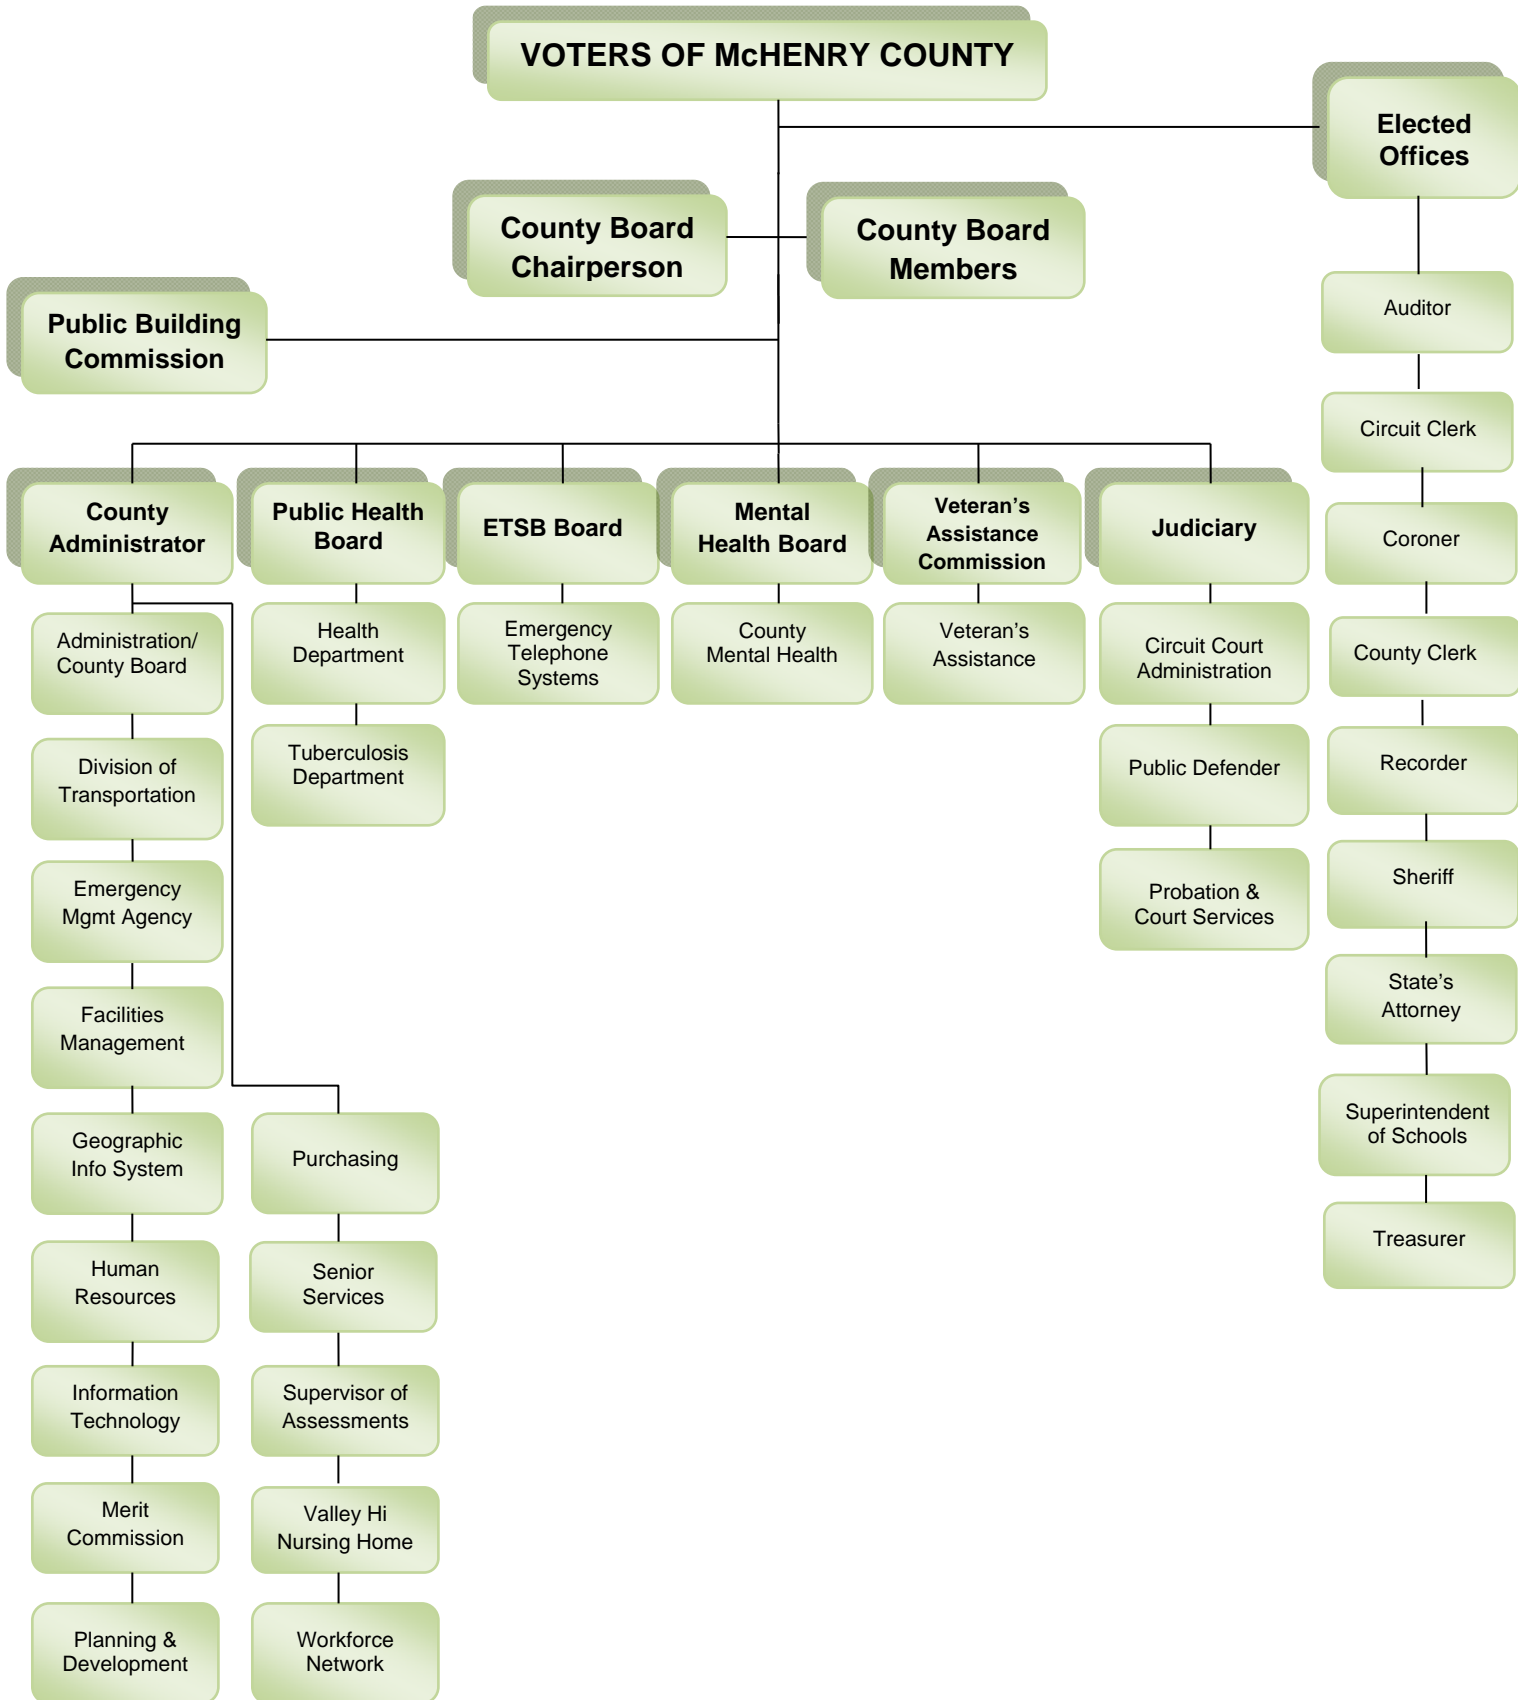 VOTERS OF McHENRY COUNTY
Elected
Offices
County Board
Chairperson
County Board
Members
Public Building
Commission
County
Administrator
Public Health
Board
ETSB Board
Mental
Health Board
Veteran’s
Assistance
Commission
Judiciary
Administration/
County Board
Division of
Transportation
Emergency
Mgmt Agency
Facilities
Management
Geographic
Info System
Human
Resources
Information
Technology
Merit
Commission
Planning &
Development
Purchasing
Senior
Services
Supervisor of
Assessments
Valley Hi
Nursing Home
Workforce
Network
Health
Department
Tuberculosis
Department
Emergency
Telephone
Systems
County
Mental Health
Veteran’s
Assistance
Circuit Court
Administration
Public Defender
Probation &
Court Services
Auditor
Circuit Clerk
Coroner
County Clerk
Recorder
Sheriff
State’s
Attorney
Superintendent
of Schools
Treasurer